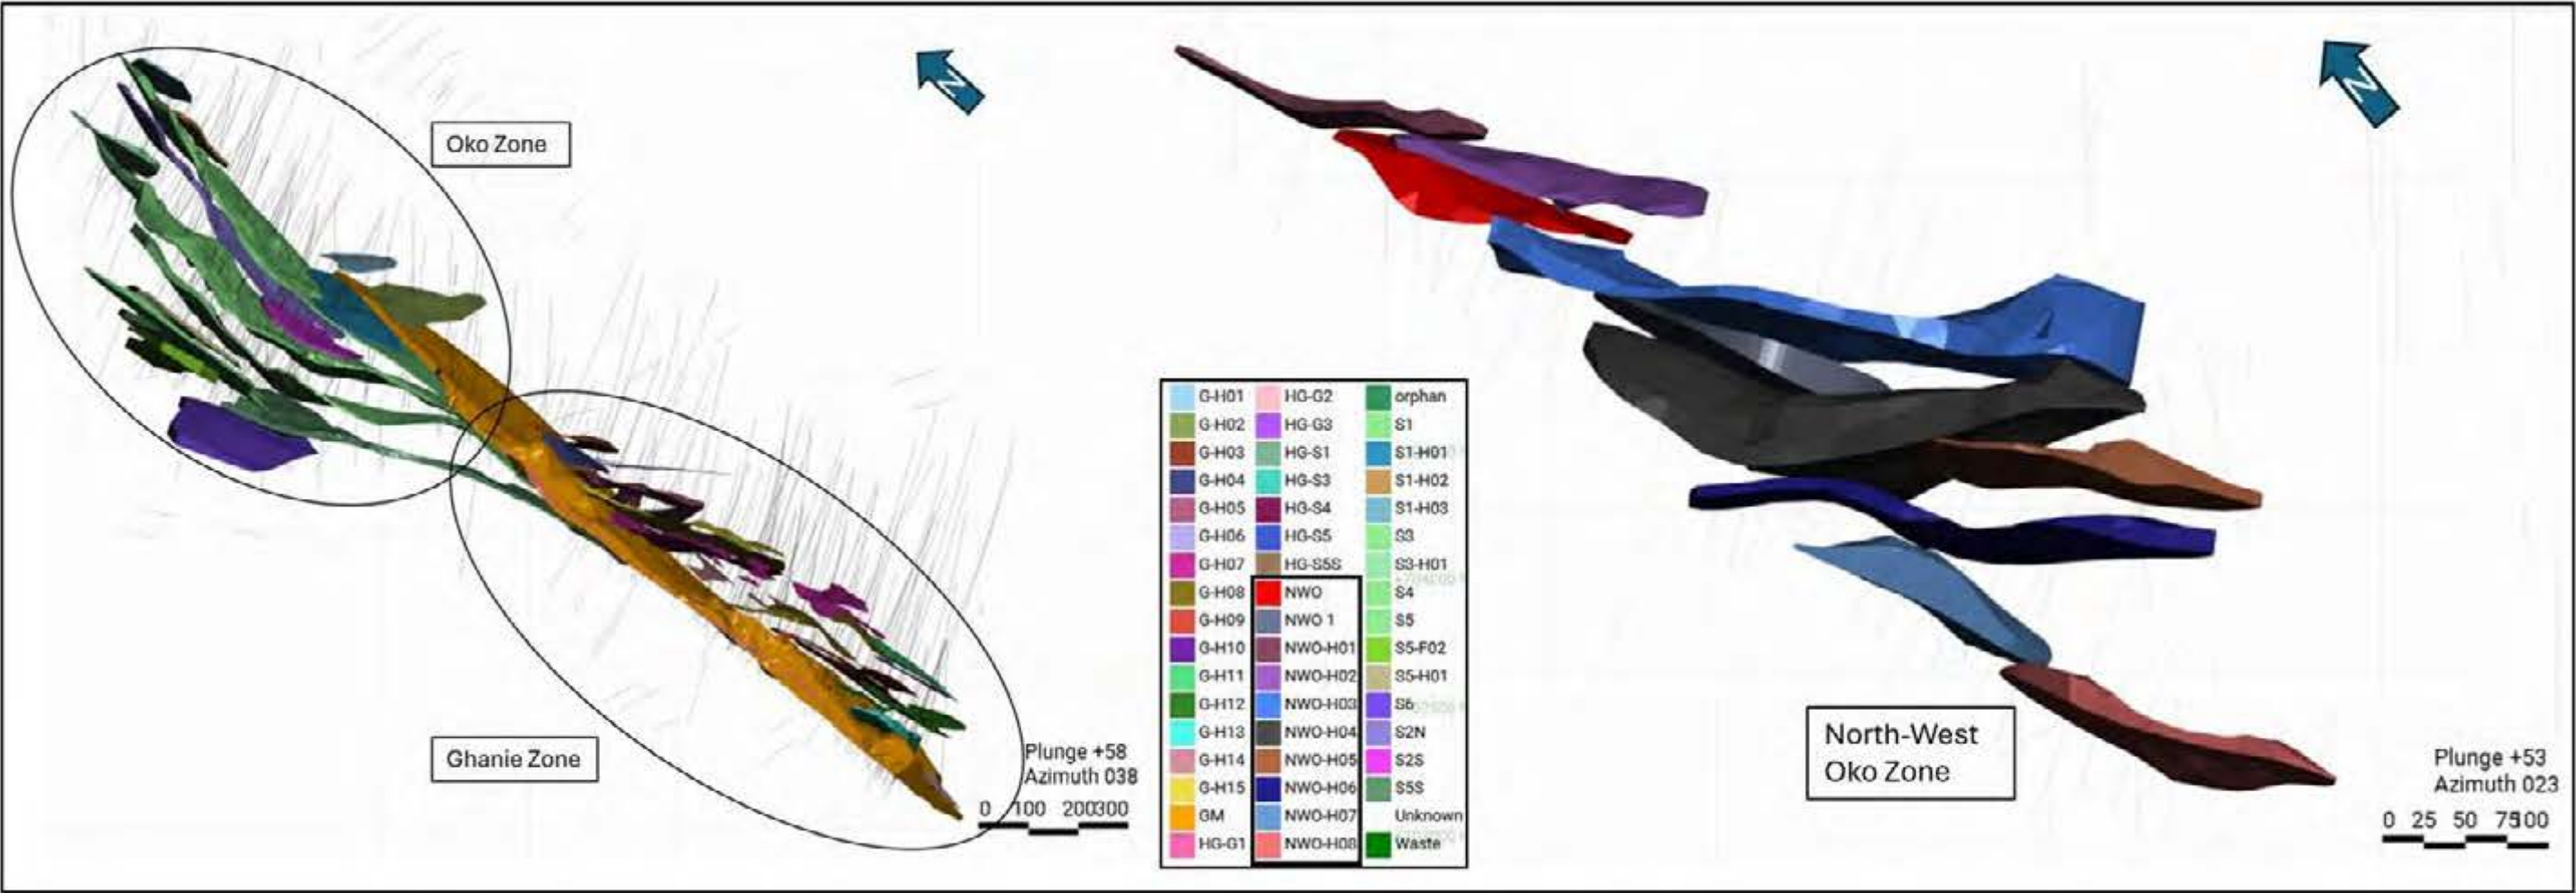 N
N
Oko Zone
G-H01 HG-G2 orphan
G-H02 HG-G3 S1
G-H03 HG-S1 S1-H01
G-H04 HG-S3 S1-H02
G-H05 HG-S4 S1-H03
G-H06 HG-S5 S3
G-H07 HG-S5S S3-H01
G-H08 NWO S4
G-H09 NWO 1 S5
G-H10 NWO-H01 S5-F02
G-H11 NWO-H02 S5-H01
G-H12 NWO-H03 S6
G-H13 NWO-H04 S2N
G-H14 NWO-H05 S2S
G-H15 NWO-H06 S5S
GM NWO-H07 Unknown
HG-G1 NWO-H08 Waste
Ghanie Zone
Plunge +58
Azimuth 038
0 100 200300
North-West
Oko Zone
Plunge +53
Azimuth 023
0 25 50 75100